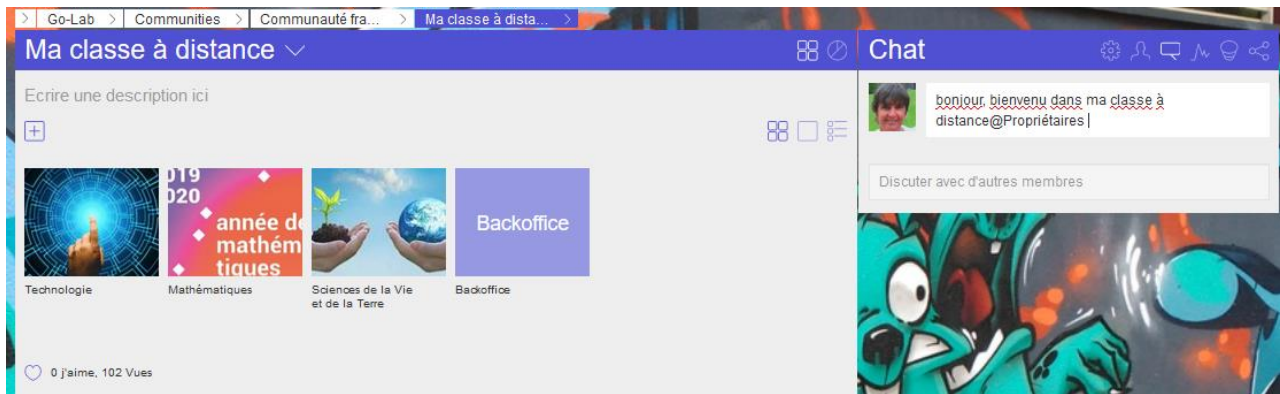 Go-Lab
Communities
Communauté fra...
Ma classe à dista...
Ma classe à distance
Ecrire une description ici
019
020
année de
mathém
tiques
Backoffice
Technologie
Mathématiques
Sciences de la Vie
et de la Terre
Backoffice
0 j'aime, 102 Vues
Chat
bonjour, bienvenu dans ma classe à
distance@Propriétaires
Discuter avec d'autres membres